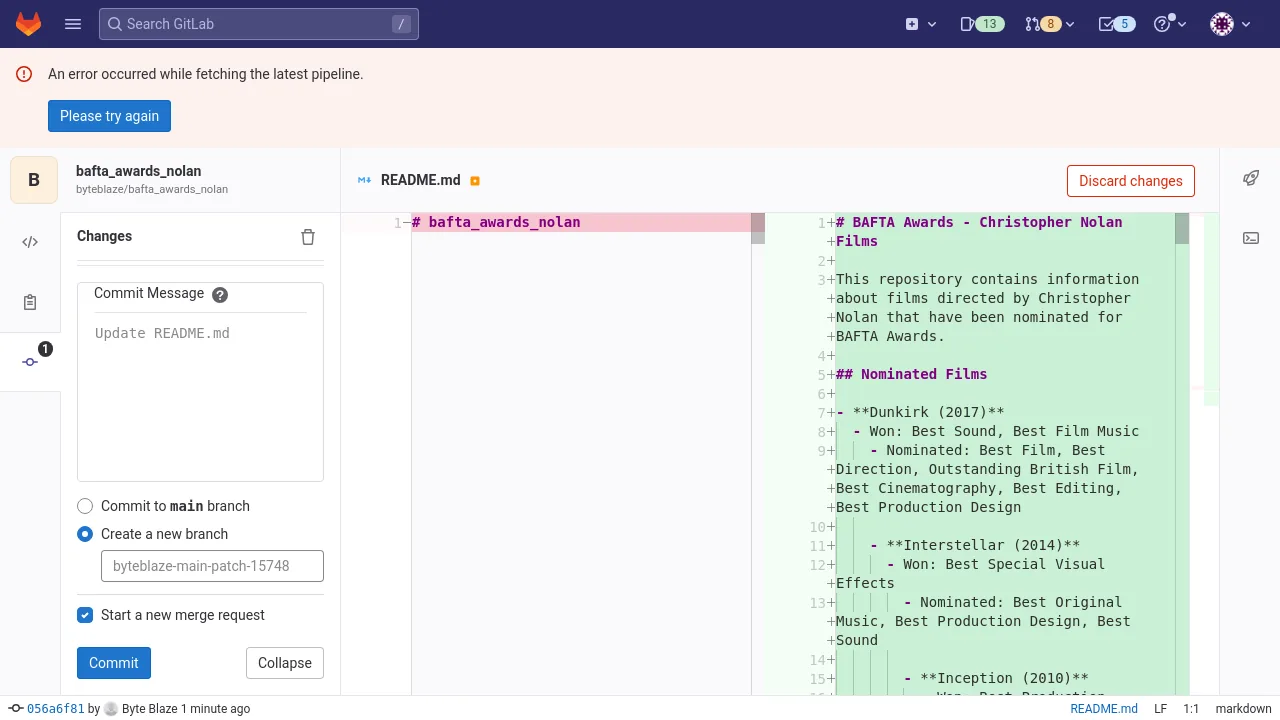 Search GitLab
/
13
8
5
An error occurred while fetching the latest pipeline.
Please try again
B
bafta_awards_nolan
byteblaze/bafta_awards_nolan
README.md
Discard changes
Changes
Commit Message
Update README.md
1
Commit to main branch
Create a new branch
byteblaze-main-patch-15748
Start a new merge request
Commit
Collapse
1 - # bafta_awards_nolan
1+ # BAFTA Awards - Christopher Nolan
+ Films
2+
3+ This repository contains information
+ about films directed by Christopher
+ Nolan that have been nominated for
+ BAFTA Awards.
4+
5+ ## Nominated Films
6+
7+ - **Dunkirk (2017)**
8+ - Won: Best Sound, Best Film Music
9+ - Nominated: Best Film, Best
+ Direction, Outstanding British Film,
+ Best Cinematography, Best Editing,
+ Best Production Design
10+
11+ - **Interstellar (2014)**
12+ - Won: Best Special Visual
+ Effects
13+ - Nominated: Best Original
+ Music, Best Production Design, Best
+ Sound
14+
15+ - **Inception (2010)**
056a6f81 by Byte Blaze 1 minute ago
README.md
LF
1:1
markdown